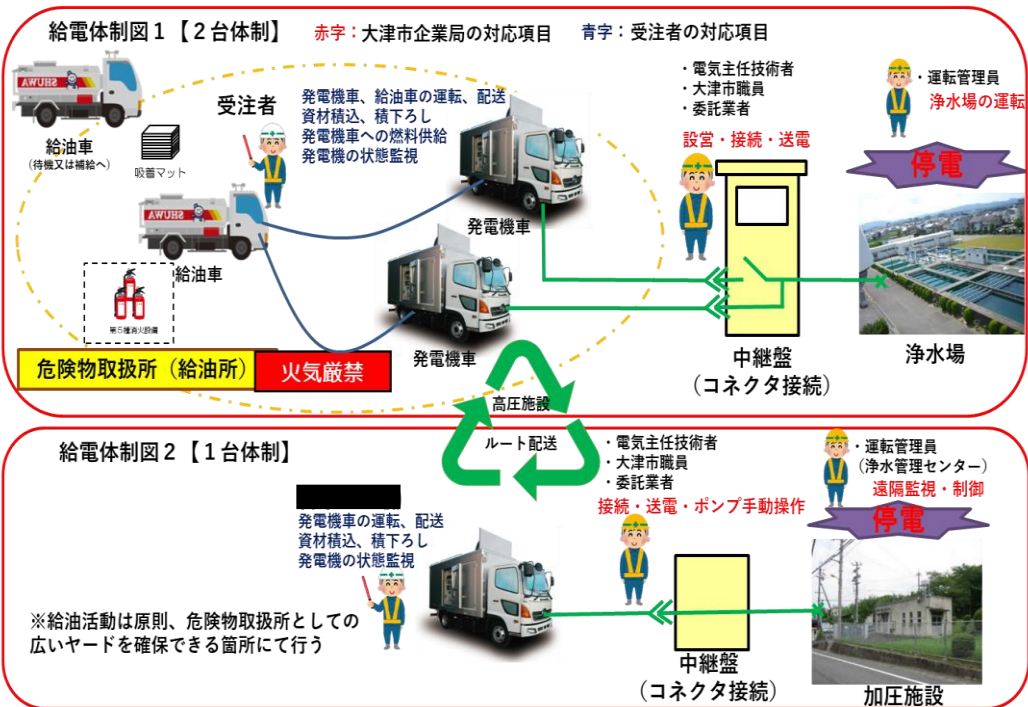 給電体制図1【2台体制】
赤字:大津市企業局の対応項目
青字:受注者の対応項目
SHUWA
給油車
(待機又は補給へ)
吸着マット
受注者
発電機車、給油車の運転、配送
資材積込、積下ろし
発電機車への燃料供給
発電機の状態監視
・電気主任技術者
・大津市職員
・委託業者
設営・接続・送電
・運転管理員
浄水場の運転
停電
発電機車
SHUWA
給油車
第5種消火設備
発電機車
危険物取扱所(給油所)
火気厳禁
中継盤
(コネクタ接続)
浄水場
高圧施設
ルート配送
給電体制図2【1台体制】
・電気主任技術者
・大津市職員
・委託業者
接続・送電・ポンプ手動操作
・運転管理員
(浄水管理センター)
遠隔監視・制御
停電
発電機車の運転、配送
資材積込、積下ろし
発電機の状態監視
※給油活動は原則、危険物取扱所としての
広いヤードを確保できる箇所にて行う
中継盤
(コネクタ接続)
加圧施設